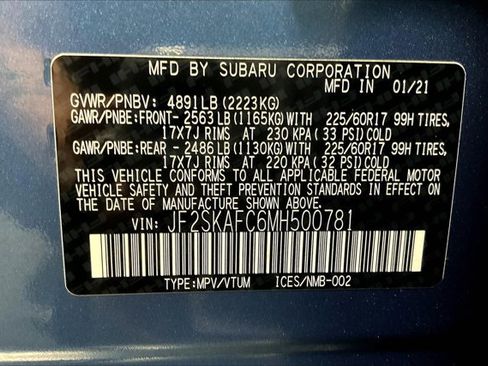 MFD BY SUBARU CORPORATION
MFD IN 01/21
GVWR/PNBV: 4891LB (2223KG)
GAWR/PNBE:FRONT-2563LB(1165KG)WITH 225/60R17 99H TIRES,
17X7J RIMS AT 230 KPA (33 PSI)COLD
GAWR/PNBE:REAR -2486LB(1130KG)WITH 225/60R17 99H TIRES,
17X7J RIMS AT 220 KPA (32 PSI)COLD
THIS VEHICLE CONFORMS TO ALL APPLICABLE FEDERAL MOTOR
VEHICLE SAFETY AND THEFT PREVENTION STANDARDS IN EFFECT
ON THE DATE OF MANUFACTURE SHOWN ABOVE.
VIN: JF2SKAFC6MH500781
TYPE:MPV/VTUM ICES/NMB-002